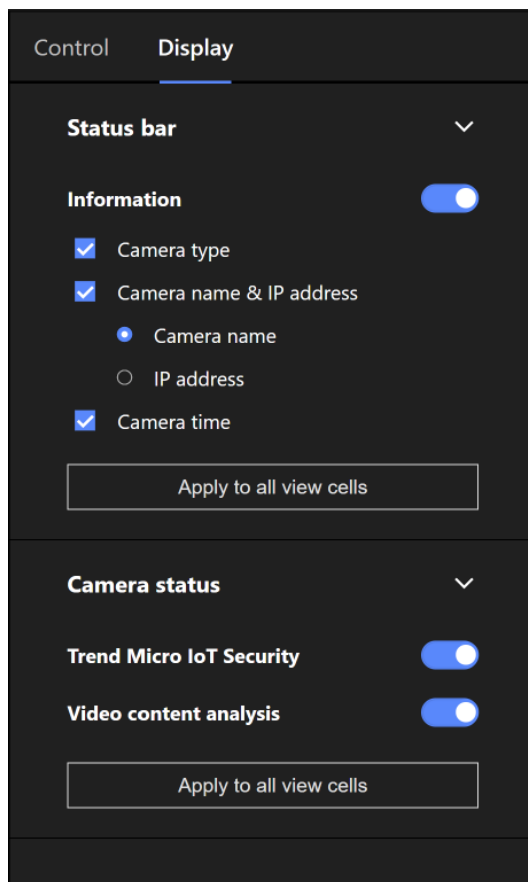 Control Display
Status bar
Information
Camera type
Camera name & IP address
Camera name
IP address
Camera time
Apply to all view cells
Camera status
Trend Micro IoT Security
Video content analysis
Apply to all view cells